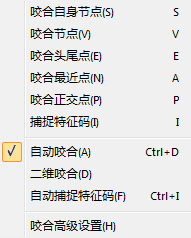 咬合自身节点(S) S
咬合节点(V) V
咬合头尾点(E) E
咬合最近点(N) A
咬合正交点(P) P
捕捉特征码(I) I
自动咬合(A) Ctrl+D
二维咬合(D)
自动捕捉特征码(F) Ctrl+I
咬合高级设置(H)